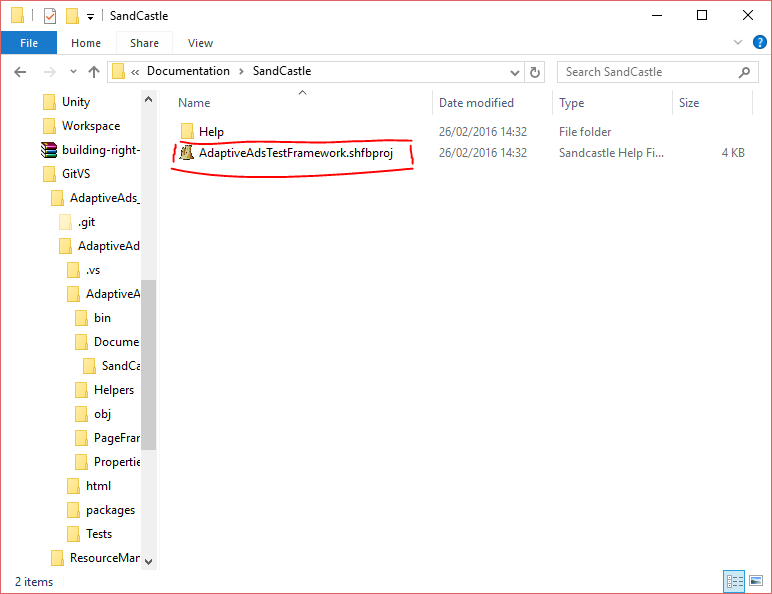 SandCastle
File Home Share View
« Documentation > SandCastle
Search SandCastle
Name Date modified Type Size
Help 26/02/2016 14:32 File folder
AdaptiveAdsTestFramework.shfbproj 26/02/2016 14:32 Sandcastle Help Fi... 4 KB
Unity
Workspace
building-right-
GitVS
AdaptiveAds_
.git
AdaptiveAd
.vs
AdaptiveA
bin
Docume
SandCa
Helpers
obj
PageFran
Propertie
html
packages
Tests
ResourceMan
2 items